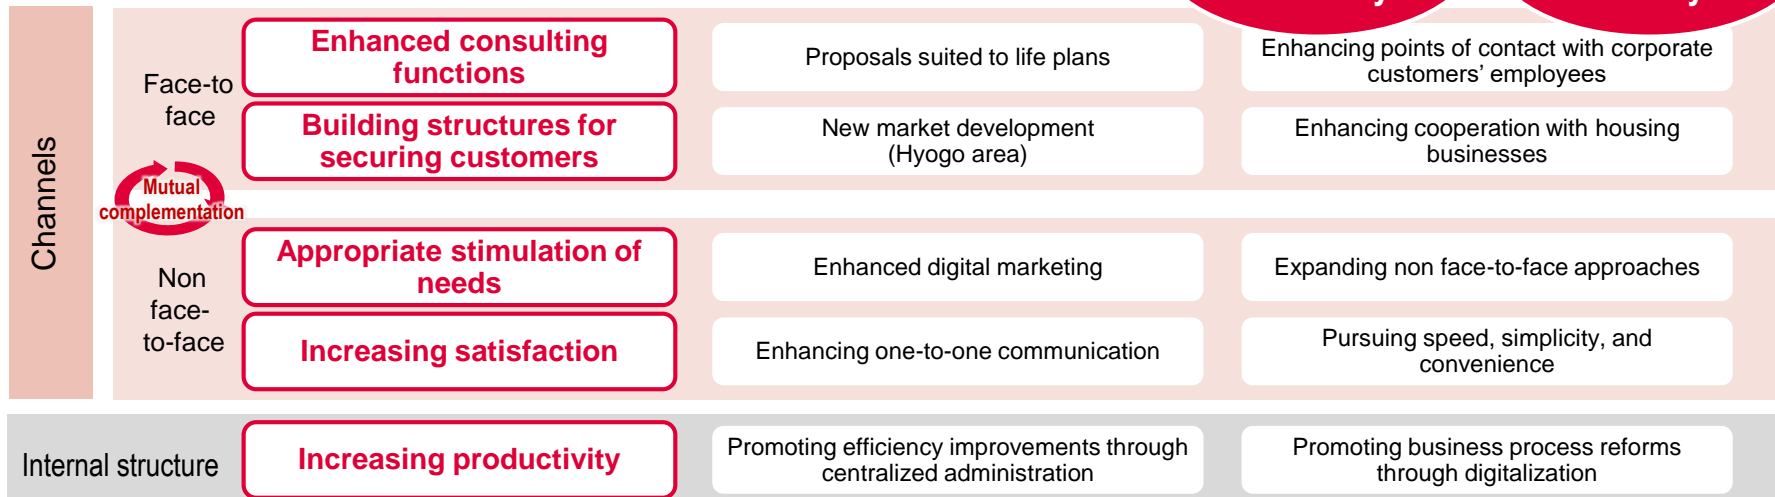 Channels
Face-to
face
Enhanced consulting
functions
Proposals suited to life plans
Enhancing points of contact with corporate
customers' employees
Building structures for
securing customers
New market development
(Hyogo area)
Enhancing cooperation with housing
businesses
Mutual
complementation
Non
face-
to-face
Appropriate stimulation of
needs
Enhanced digital marketing
Expanding non face-to-face approaches
Increasing satisfaction
Enhancing one-to-one communication
Pursuing speed, simplicity, and
convenience
Internal structure
Increasing productivity
Promoting efficiency improvements through
centralized administration
Promoting business process reforms
through digitalization